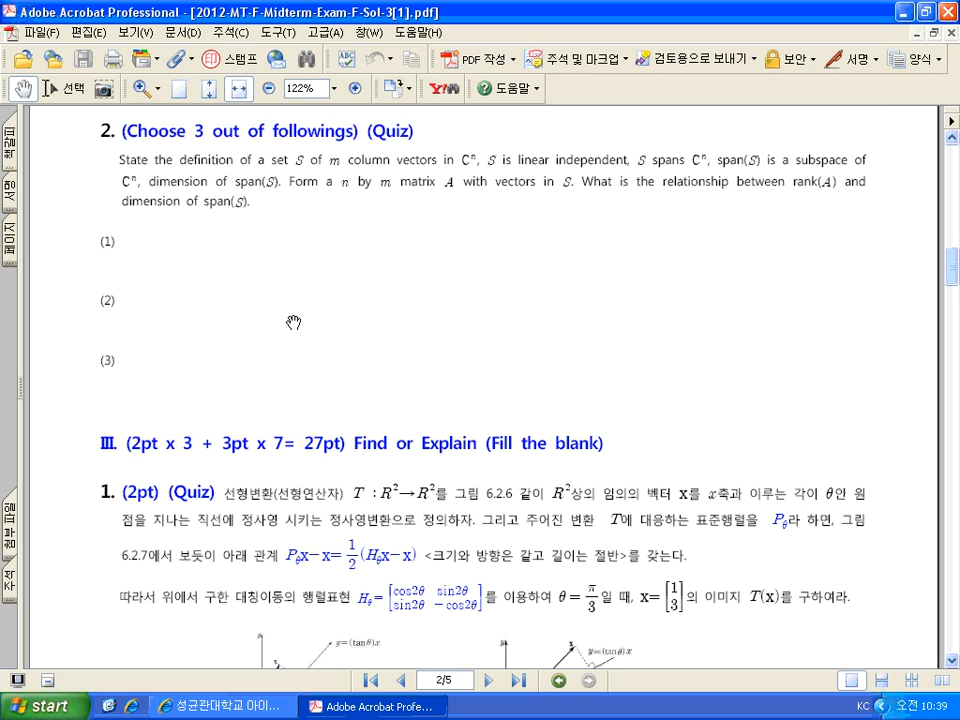 Adobe Acrobat Professional - [2012-MT-F-Midterm-Exam-F-Sol-3[1].pdf]
파일(F) 편집(E) 보기(V) 문서(D) 주석(C) 도구(T) 고급(A) 창(W) 도움말(H)
스탬프 PDF 작성 주석 및 마크업 검토용으로 보내기 보안 서명 양식
선택 122% Y! 도움말
책갈피
서명
페이지
첨부 파일
주석
2. (Choose 3 out of followings) (Quiz)
State the definition of a set S of m column vectors in ℂⁿ, S is linear independent, S spans ℂⁿ, span(S) is a subspace of
ℂⁿ, dimension of span(S). Form a n by m matrix A with vectors in S. What is the relationship between rank(A) and
dimension of span(S).
(1)
(2)
(3)
III. (2pt x 3 + 3pt x 7= 27pt) Find or Explain (Fill the blank)
1. (2pt) (Quiz) 선형변환(선형연산자) T : R²→R²를 그림 6.2.6 같이 R²상의 임의의 벡터 x를 x축과 이루는 각이 θ인 원
점을 지나는 직선에 정사영 시키는 정사영변환으로 정의하자. 그리고 주어진 변환 T에 대응하는 표준행렬을 P_θ라 하면, 그림
6.2.7에서 보듯이 아래 관계 P_θx−x=1/2(H_θx−x) <크기와 방향은 같고 길이는 절반>를 갖는다.
따라서 위에서 구한 대칭이동의 행렬표현 H_θ=[cos2θ sin2θ; sin2θ −cos2θ]를 이용하여 θ=π/3일 때, x=[1; 3]의 이미지 T(x)를 구하여라.
y=(tanθ)x x y=(tanθ)x
2/5
start 성균관대학교 아이... Adobe Acrobat Profe... KC 오전 10:39